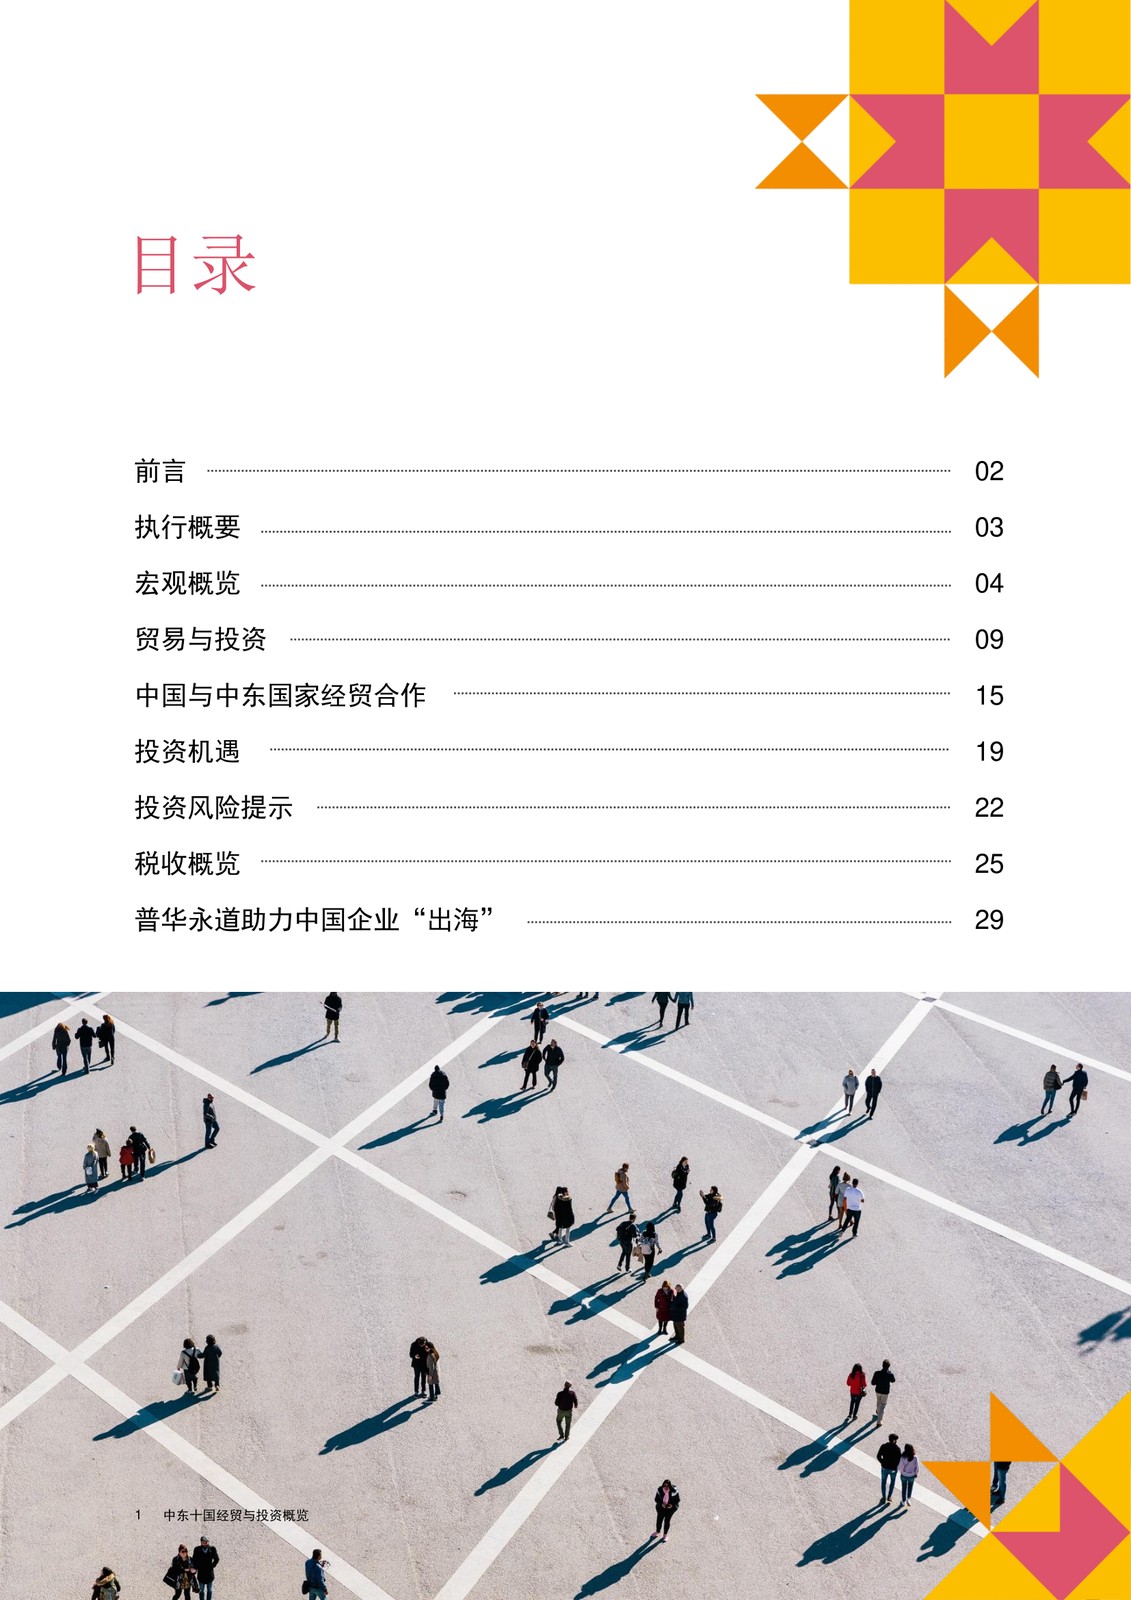 目录
前言 02
执行概要 03
宏观概览 04
贸易与投资 09
中国与中东国家经贸合作 15
投资机遇 19
投资风险提示 22
税收概览 25
普华永道助力中国企业“出海” 29
1 中东十国经贸与投资概览